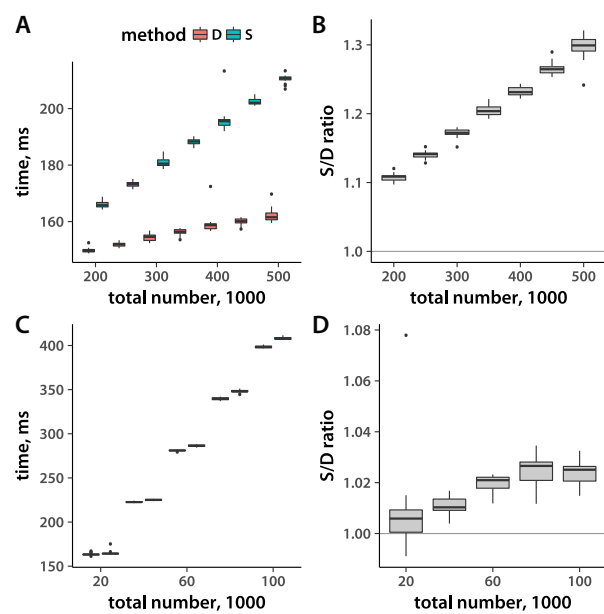 A
method D S
time, ms
200
180
160
200 300 400 500
total number, 1000
B
S/D ratio
1.3
1.2
1.1
1.0
200 300 400 500
total number, 1000
C
time, ms
400
350
300
250
200
150
20 60 100
total number, 1000
D
S/D ratio
1.08
1.06
1.04
1.02
1.00
20 60 100
total number, 1000